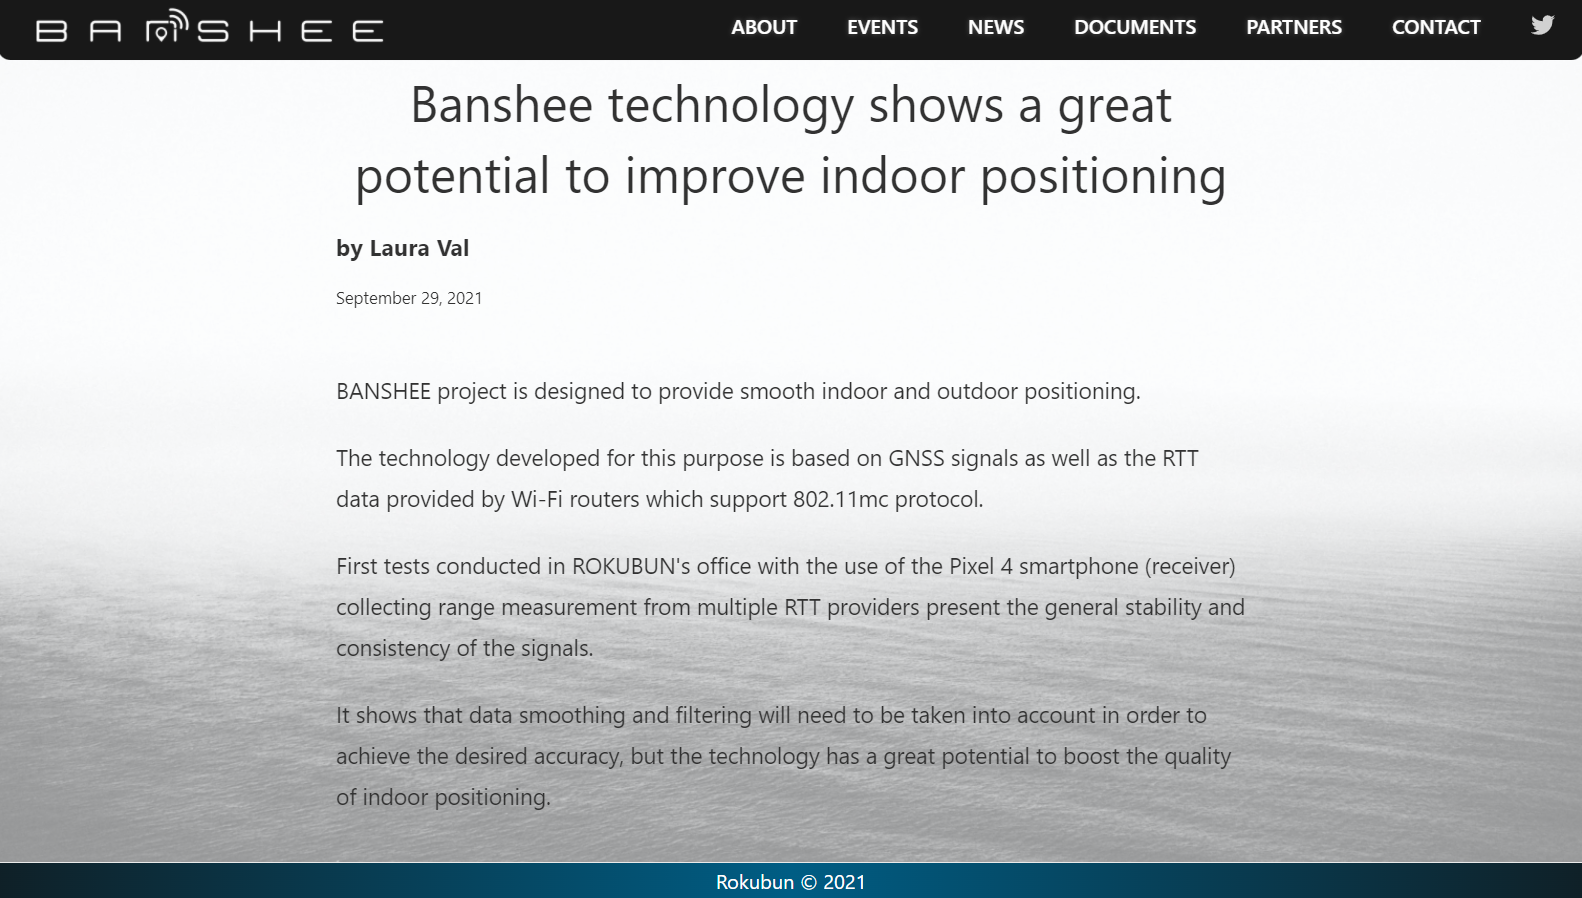 BANSHEE
ABOUT EVENTS NEWS DOCUMENTS PARTNERS CONTACT
Banshee technology shows a great
potential to improve indoor positioning
by Laura Val
September 29, 2021
BANSHEE project is designed to provide smooth indoor and outdoor positioning.
The technology developed for this purpose is based on GNSS signals as well as the RTT
data provided by Wi-Fi routers which support 802.11mc protocol.
First tests conducted in ROKUBUN's office with the use of the Pixel 4 smartphone (receiver)
collecting range measurement from multiple RTT providers present the general stability and
consistency of the signals.
It shows that data smoothing and filtering will need to be taken into account in order to
achieve the desired accuracy, but the technology has a great potential to boost the quality
of indoor positioning.
Rokubun © 2021